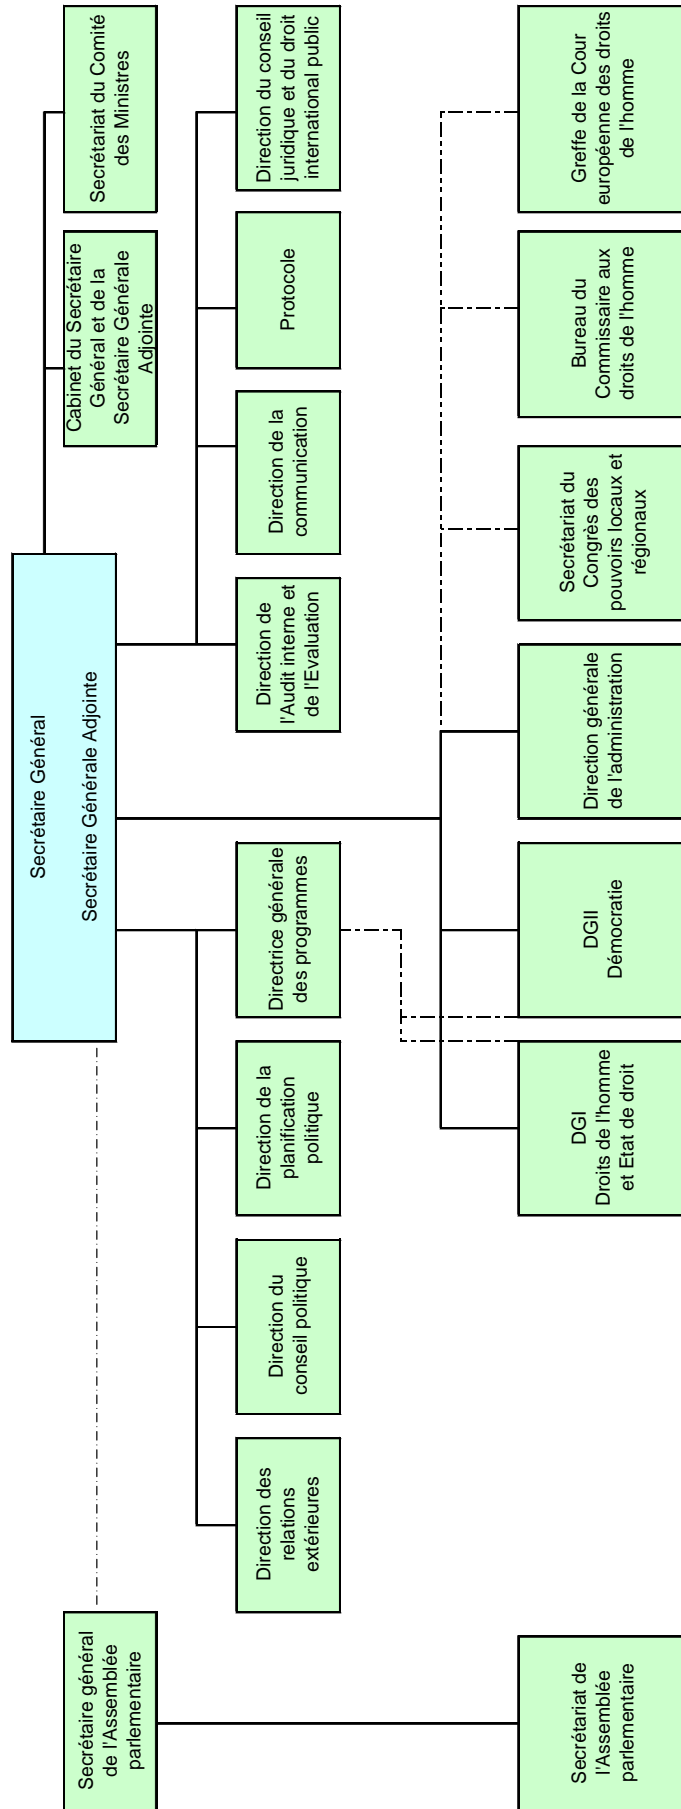 Secrétaire Général
Secrétaire Générale Adjointe
Secrétaire général
de l'Assemblée
parlementaire
Cabinet du Secrétaire
Général et de la
Secrétaire Générale
Adjointe
Secrétariat du Comité
des Ministres
Direction des
relations
extérieures
Direction du
conseil politique
Direction de la
planification
politique
Directrice générale
des programmes
Direction de
l'Audit interne et
de l'Evaluation
Direction de la
communication
Protocole
Direction du conseil
juridique et du droit
international public
Secrétariat de
l'Assemblée
parlementaire
DGI
Droits de l'homme
et Etat de droit
DGII
Démocratie
Direction générale
de l'administration
Secrétariat du
Congrès des
pouvoirs locaux et
régionaux
Bureau du
Commissaire aux
droits de l'homme
Greffe de la Cour
européenne des droits
de l'homme